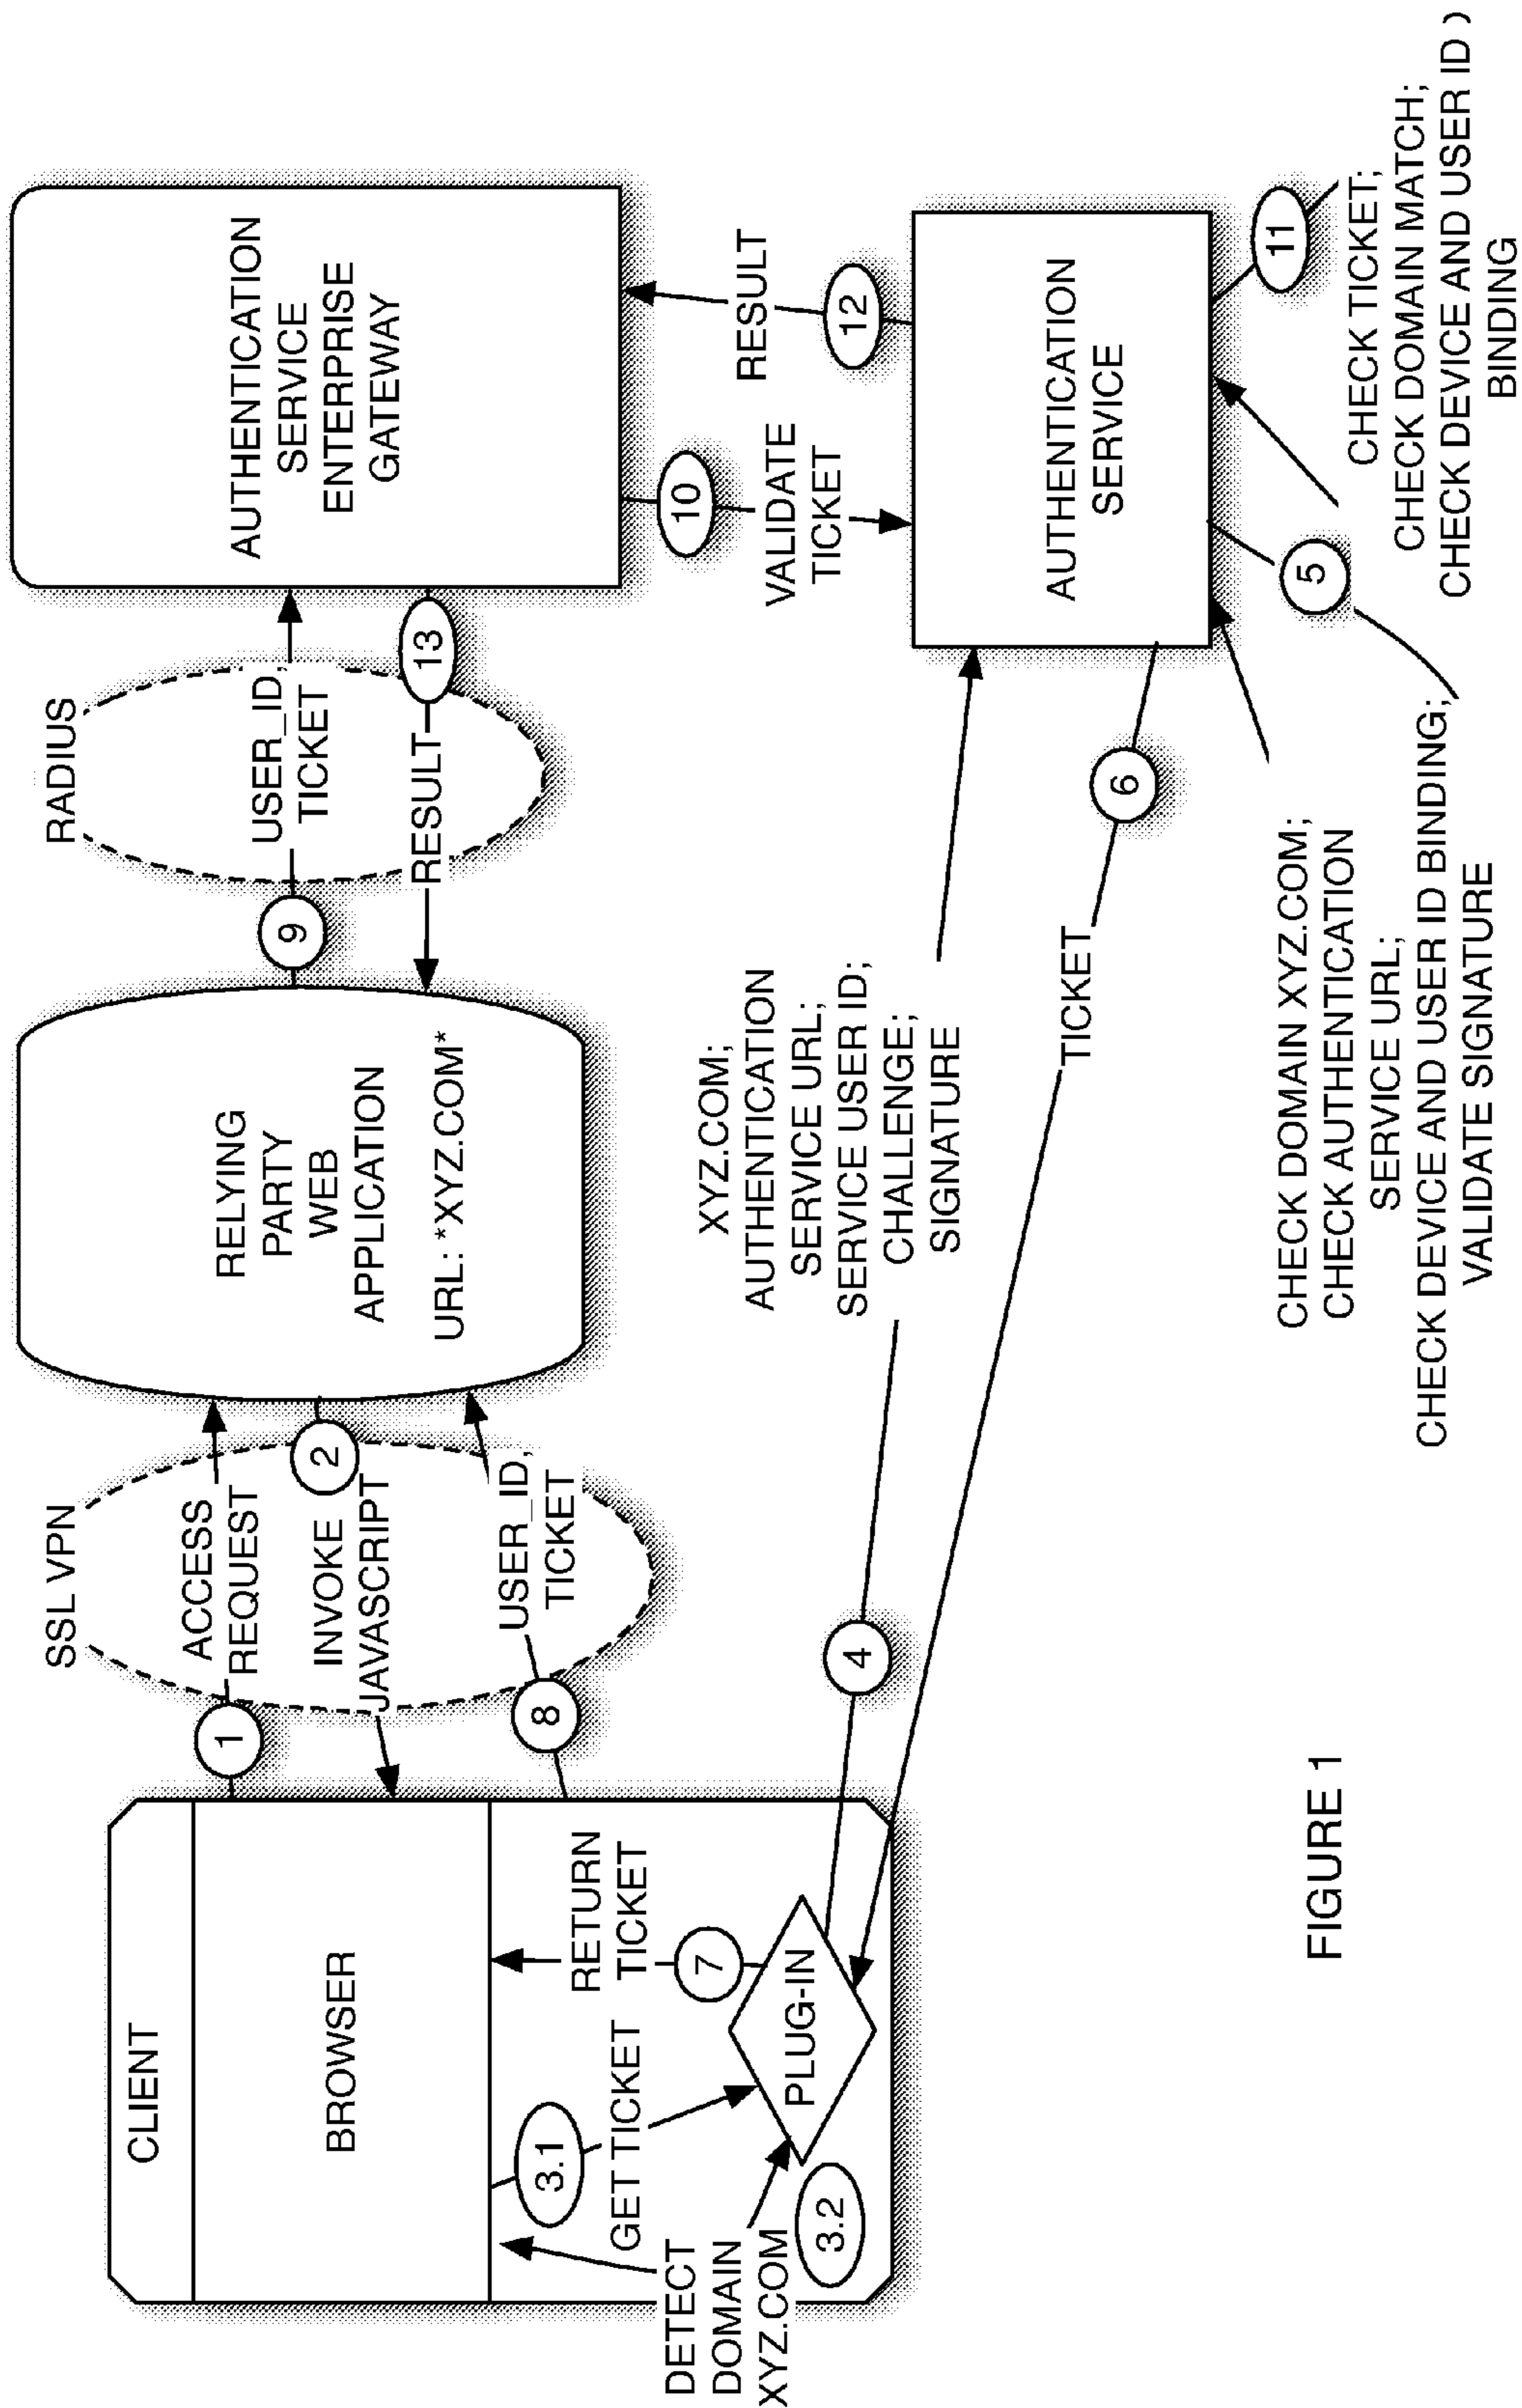 CLIENT
BROWSER
DETECT
DOMAIN
XYZ.COM
3.1
GET TICKET
3.2
PLUG-IN
7
RETURN
TICKET
SSL VPN
1
ACCESS
REQUEST
2
INVOKE
JAVASCRIPT
8
USER_ID,
TICKET
RELYING
PARTY
WEB
APPLICATION
URL: *XYZ.COM*
RADIUS
9
USER_ID,
TICKET
13
RESULT
AUTHENTICATION
SERVICE
ENTERPRISE
GATEWAY
10
VALIDATE
TICKET
12
RESULT
AUTHENTICATION
SERVICE
4
XYZ.COM;
AUTHENTICATION
SERVICE URL;
SERVICE USER ID;
CHALLENGE;
SIGNATURE
6
TICKET
5
CHECK DOMAIN XYZ.COM;
CHECK AUTHENTICATION
SERVICE URL;
CHECK DEVICE AND USER ID BINDING;
VALIDATE SIGNATURE
11
CHECK TICKET;
CHECK DOMAIN MATCH;
CHECK DEVICE AND USER ID )
BINDING
FIGURE 1